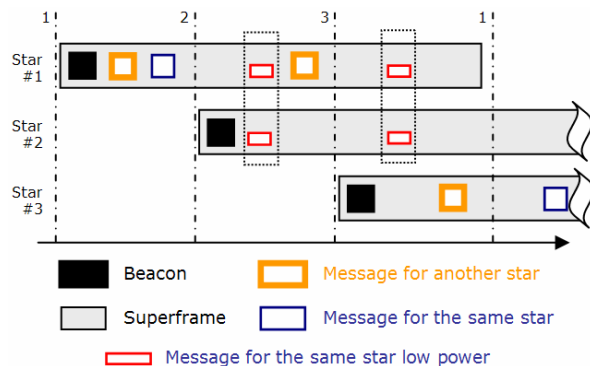 1 2 3 1
Star
#1
Star
#2
Star
#3
Beacon
Message for another star
Superframe
Message for the same star
Message for the same star low power